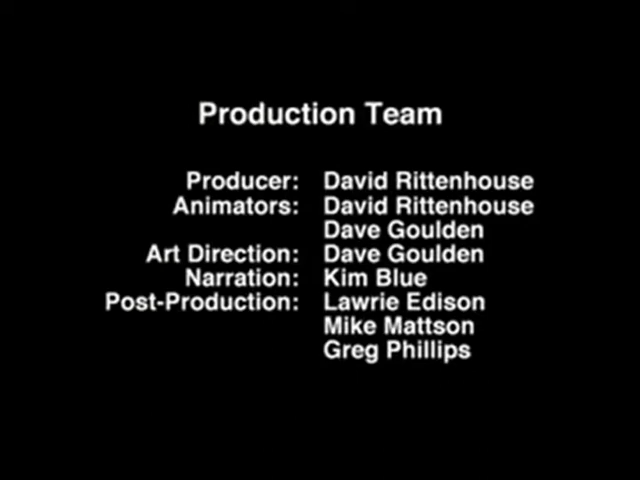 Production Team
Producer: David Rittenhouse
Animators: David Rittenhouse
Dave Goulden
Art Direction: Dave Goulden
Narration: Kim Blue
Post-Production: Lawrie Edison
Mike Mattson
Greg Phillips